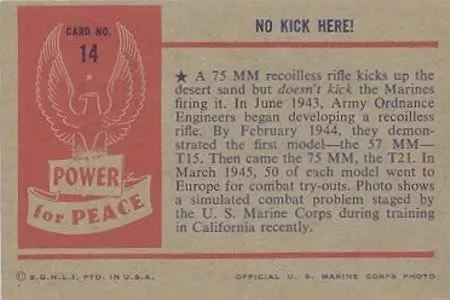 CARD NO.
14
POWER
for PEACE
NO KICK HERE!
★ A 75 MM recoilless rifle kicks up the
desert sand but doesn't kick the Marines
firing it. In June 1943, Army Ordnance
Engineers began developing a recoilless
rifle. By February 1944, they demon-
strated the first model—the 57 MM—
T15. Then came the 75 MM, the T21. In
March 1945, 50 of each model went to
Europe for combat try-outs. Photo shows
a simulated combat problem staged by
the U. S. Marine Corps during training
in California recently.
© B.G.H.L.I. PTD. IN U.S.A.
OFFICIAL U. S. MARINE CORPS PHOTO